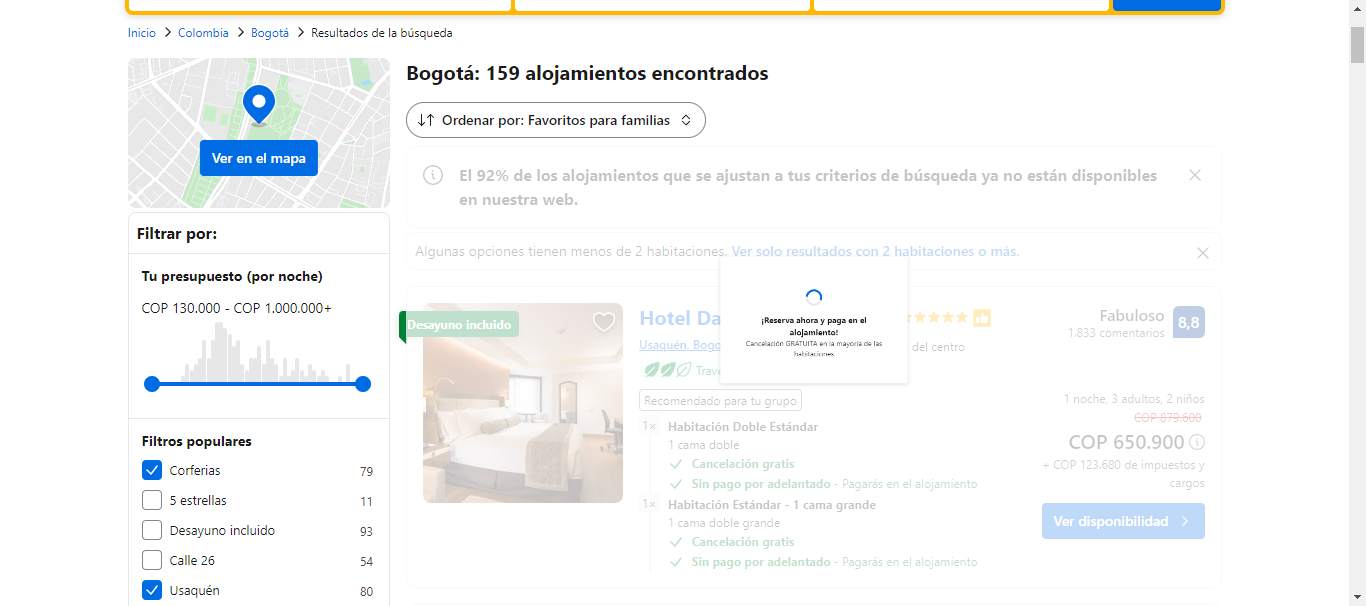 Inicio > Colombia > Bogotá > Resultados de la búsqueda
Ver en el mapa
Filtrar por:
Tu presupuesto (por noche)
COP 130.000 - COP 1.000.000+
Filtros populares
Corferias 79
5 estrellas 11
Desayuno incluido 93
Calle 26 54
Usaquén 80
Bogotá: 159 alojamientos encontrados
Ordenar por: Favoritos para familias
El 92% de los alojamientos que se ajustan a tus criterios de búsqueda ya no están disponibles
en nuestra web.
Algunas opciones tienen menos de 2 habitaciones. Ver solo resultados con 2 habitaciones o más.
¡Reserva ahora y paga en el
alojamiento!
Cancelación GRATUITA en la mayoría de las
habitaciones
Desayuno incluido
Hotel
Usaquén,
del centro
Recomendado para tu grupo
1× Habitación Doble Estándar
1 cama doble
Cancelación gratis
Sin pago por adelantado - Pagarás en el alojamiento
1× Habitación Estándar - 1 cama grande
1 cama doble grande
Cancelación gratis
Sin pago por adelantado - Pagarás en el alojamiento
Fabuloso 8,8
1.833 comentarios
1 noche, 3 adultos, 2 niños
COP 879.600
COP 650.900
+ COP 123.680 de impuestos y
cargos
Ver disponibilidad